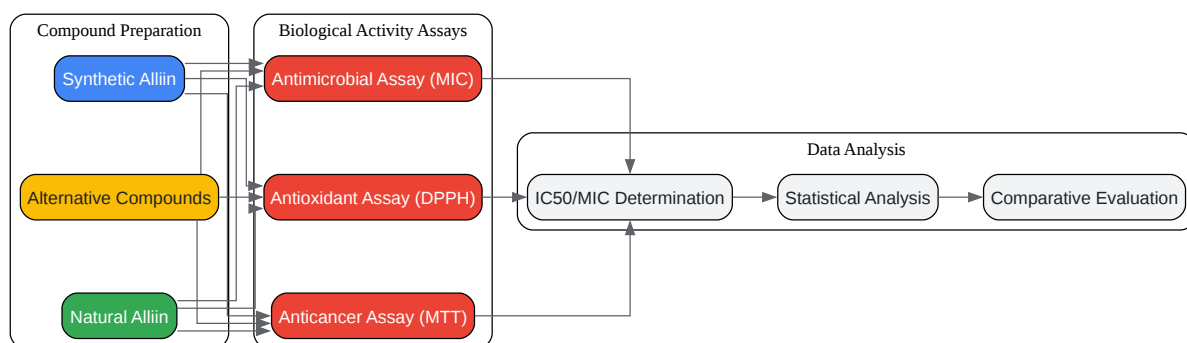 Compound Preparation
Synthetic Alliin
Alternative Compounds
Natural Alliin
Biological Activity Assays
Antimicrobial Assay (MIC)
Antioxidant Assay (DPPH)
Anticancer Assay (MTT)
Data Analysis
IC50/MIC Determination
Statistical Analysis
Comparative Evaluation